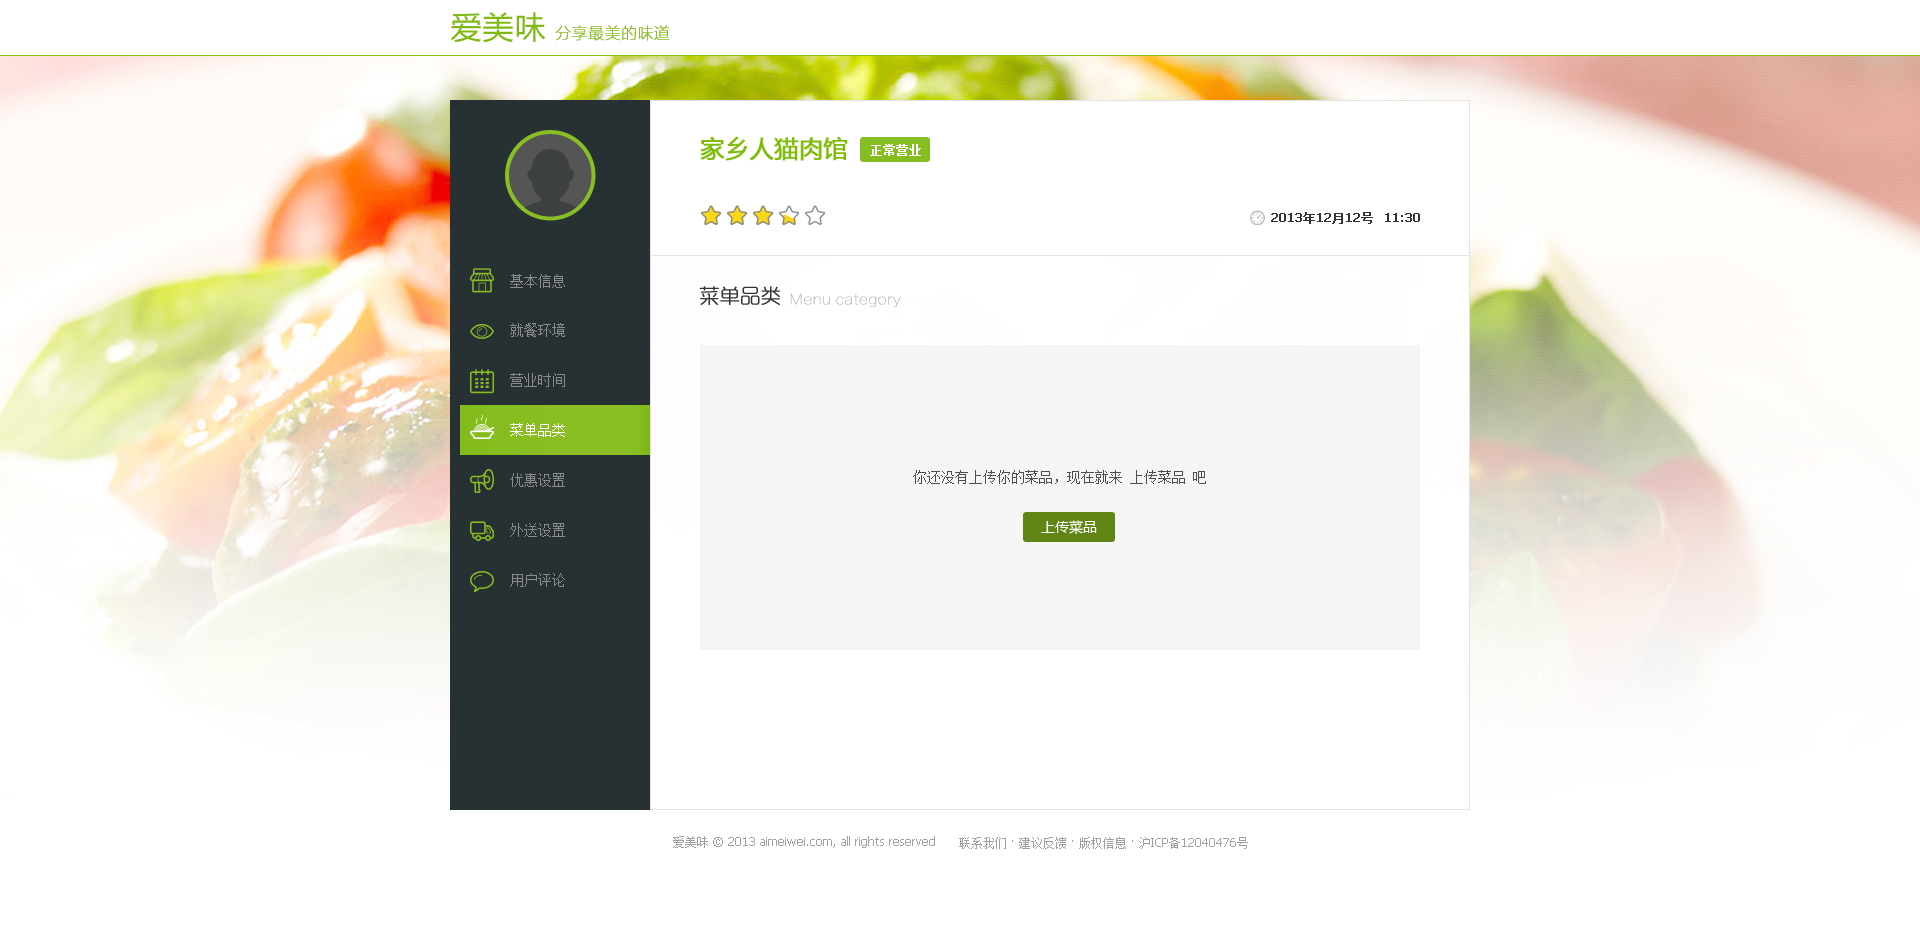 爱美味 分享最美的味道
家乡人猫肉馆 正常营业
2013年12月12号 11:30
基本信息
就餐环境
营业时间
菜单品类
优惠设置
外送设置
用户评论
菜单品类 Menu category
你还没有上传你的菜品，现在就来 上传菜品 吧
上传菜品
爱美味 © 2013 aimeiwei.com, all rights reserved 联系我们 · 建议反馈 · 版权信息 · 沪ICP备12040476号